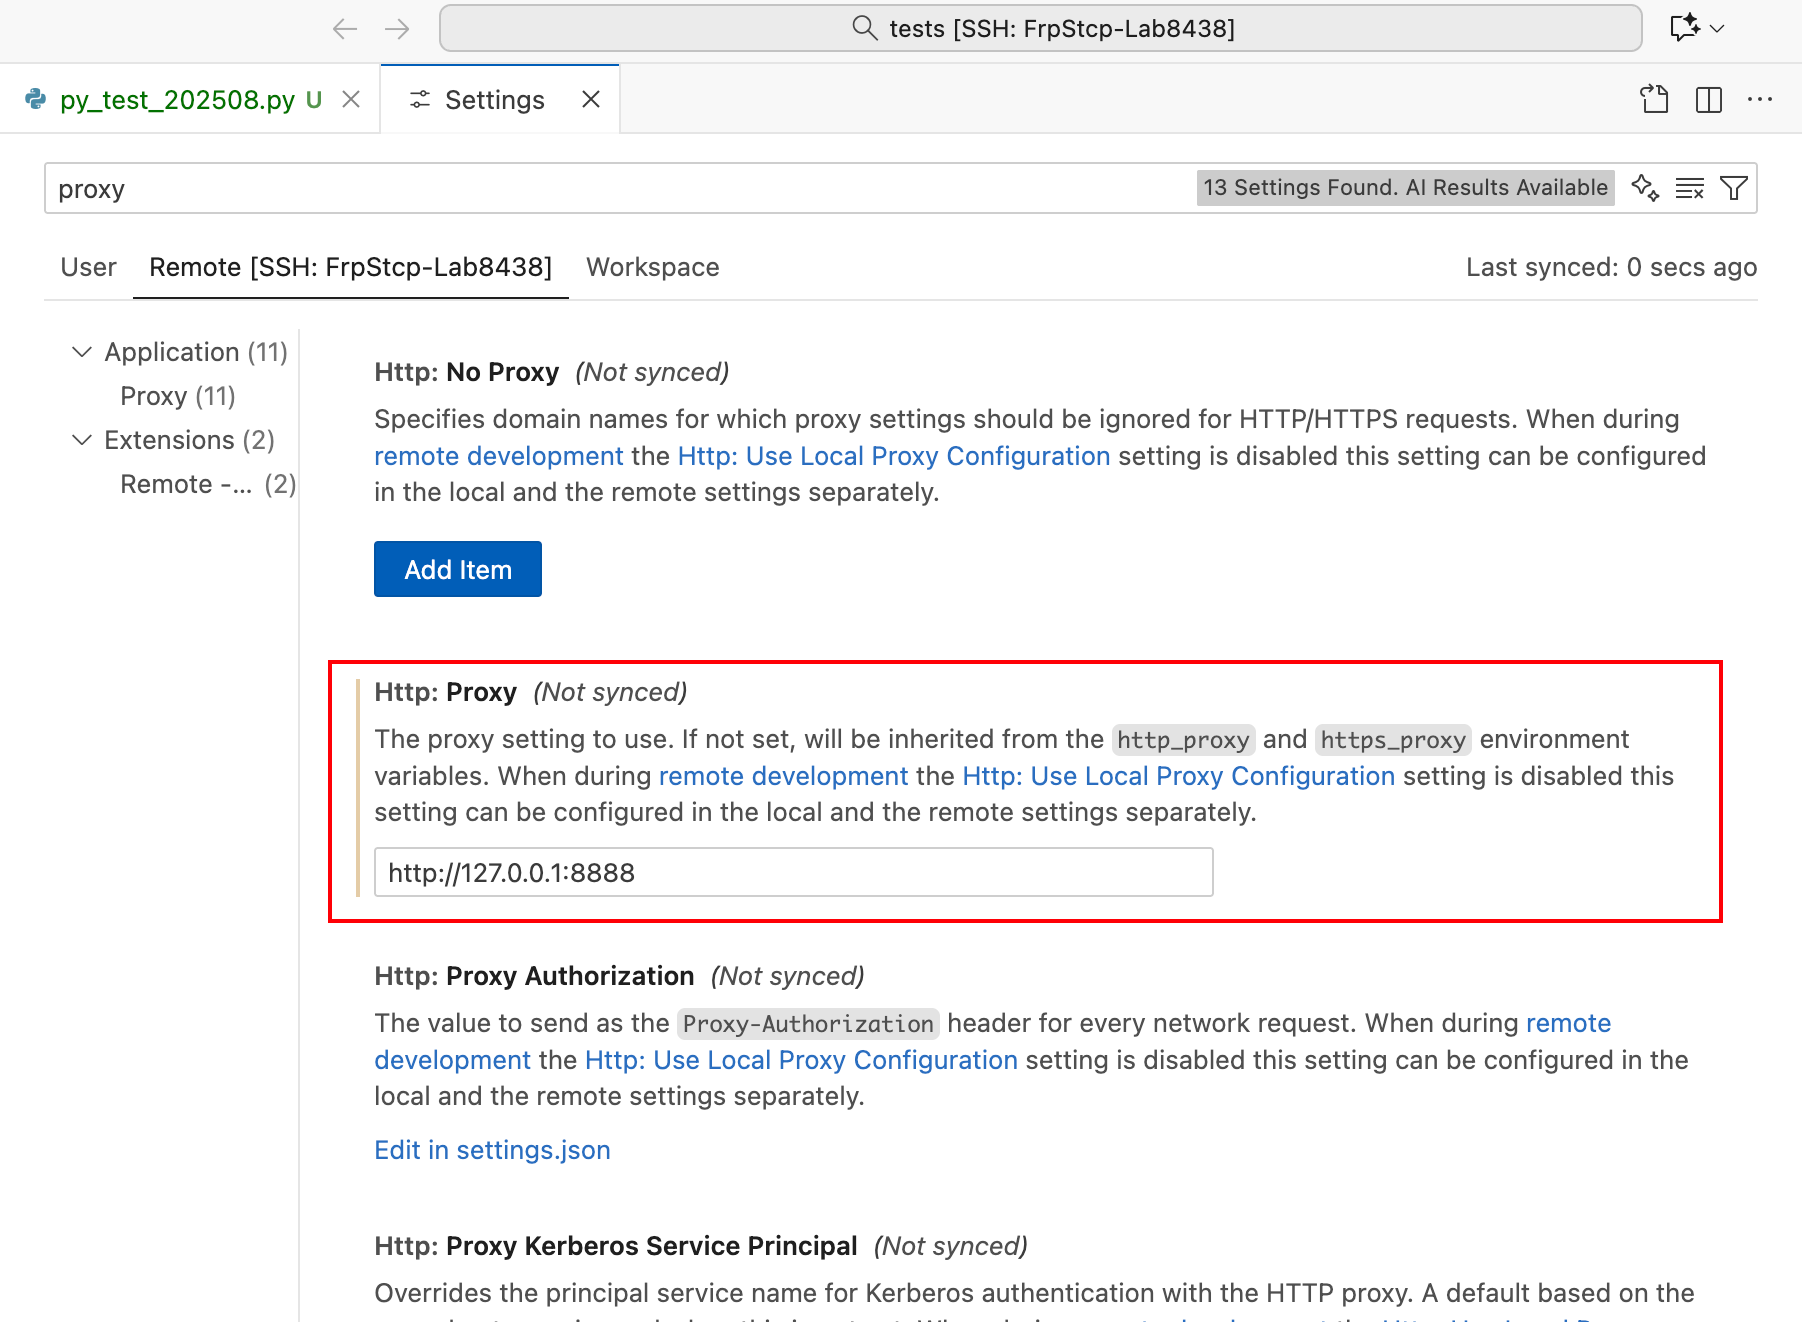 tests [SSH: FrpStcp-Lab8438]
py_test_202508.py U
Settings
proxy
13 Settings Found. AI Results Available
User
Remote [SSH: FrpStcp-Lab8438]
Workspace
Last synced: 0 secs ago
Application (11)
Proxy (11)
Extensions (2)
Remote -... (2)
Http: No Proxy (Not synced)
Specifies domain names for which proxy settings should be ignored for HTTP/HTTPS requests. When during
remote development the Http: Use Local Proxy Configuration setting is disabled this setting can be configured
in the local and the remote settings separately.
Add Item
Http: Proxy (Not synced)
The proxy setting to use. If not set, will be inherited from the http_proxy and https_proxy environment
variables. When during remote development the Http: Use Local Proxy Configuration setting is disabled this
setting can be configured in the local and the remote settings separately.
http://127.0.0.1:8888
Http: Proxy Authorization (Not synced)
The value to send as the Proxy-Authorization header for every network request. When during remote
development the Http: Use Local Proxy Configuration setting is disabled this setting can be configured in the
local and the remote settings separately.
Edit in settings.json
Http: Proxy Kerberos Service Principal (Not synced)
Overrides the principal service name for Kerberos authentication with the HTTP proxy. A default based on the